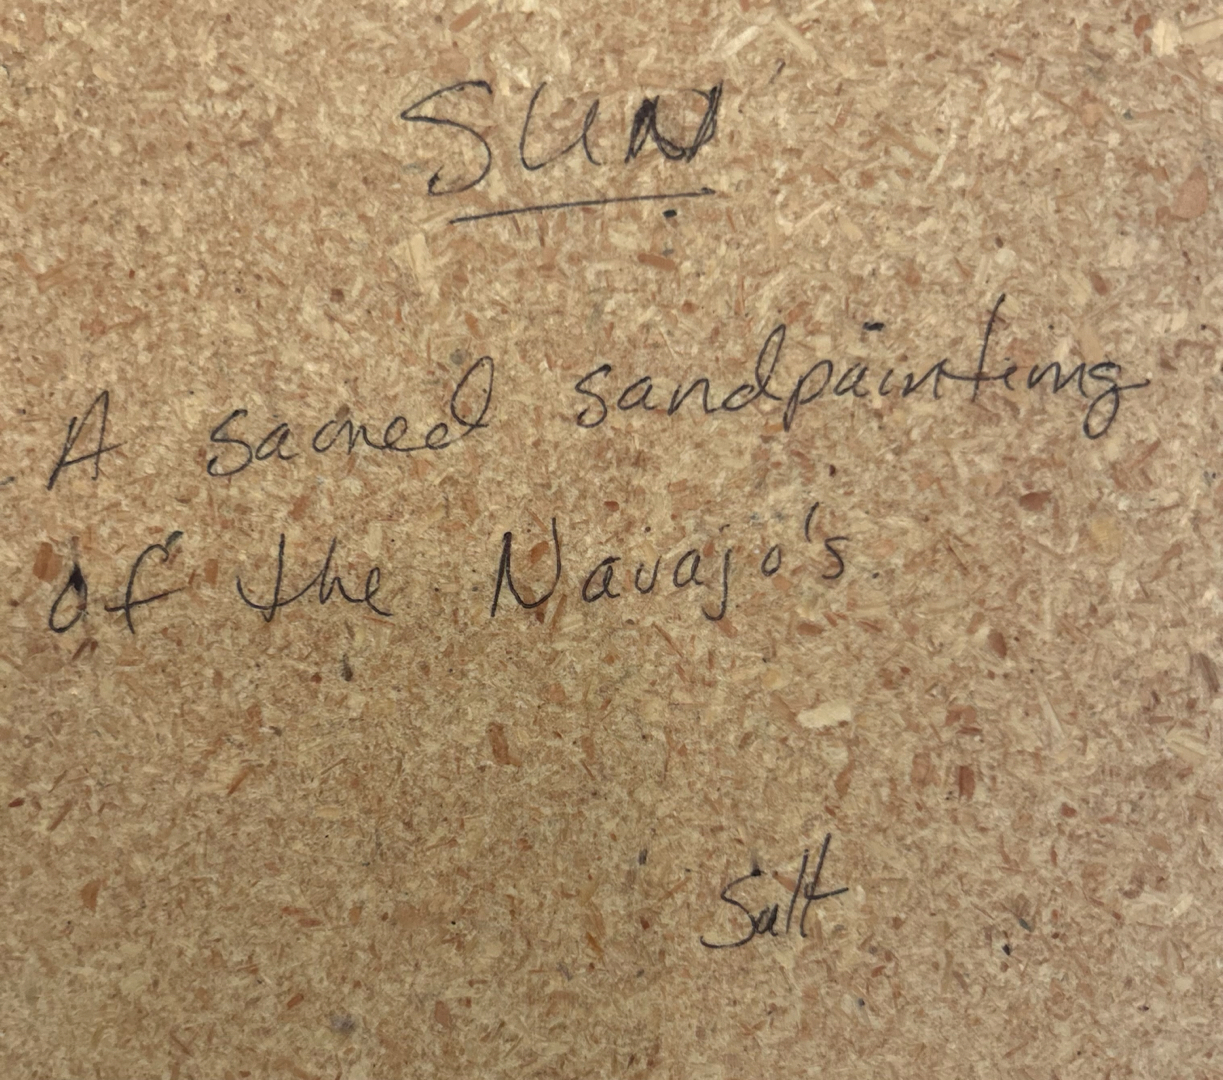 SUN
A sacred sandpainting
of the Navajo's
Salt